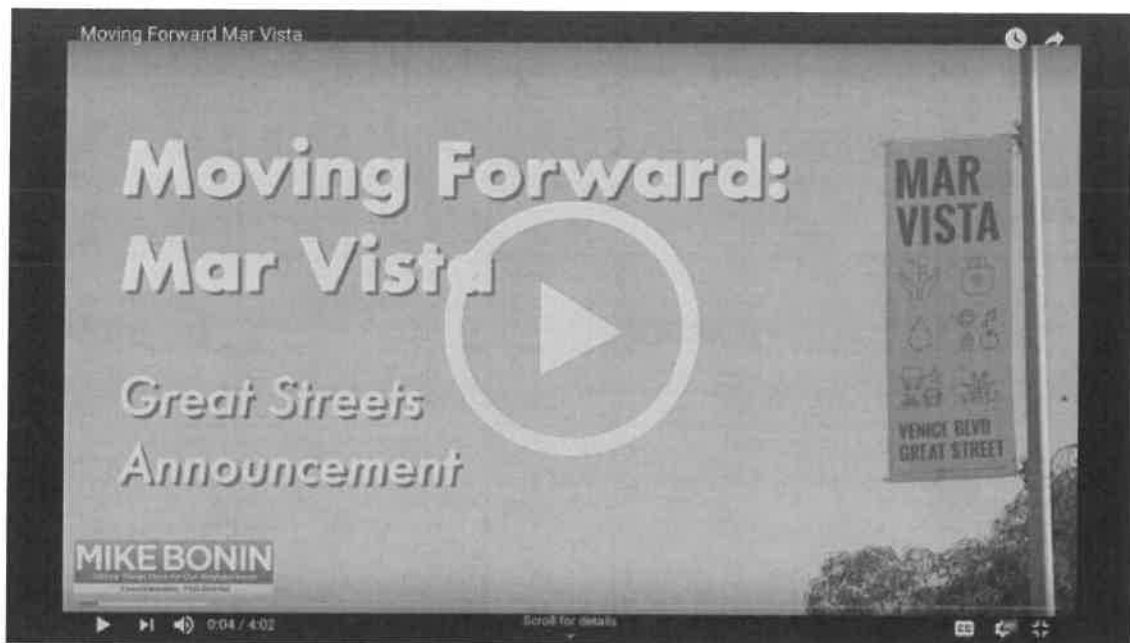 Moving Forward Mar Vista
Moving Forward:
Mar Vista
Great Streets
Announcement
MAR
VISTA
VENICE BLVD
GREAT STREET
MIKE BONIN
0:04 / 4:02
Scroll for details
CC